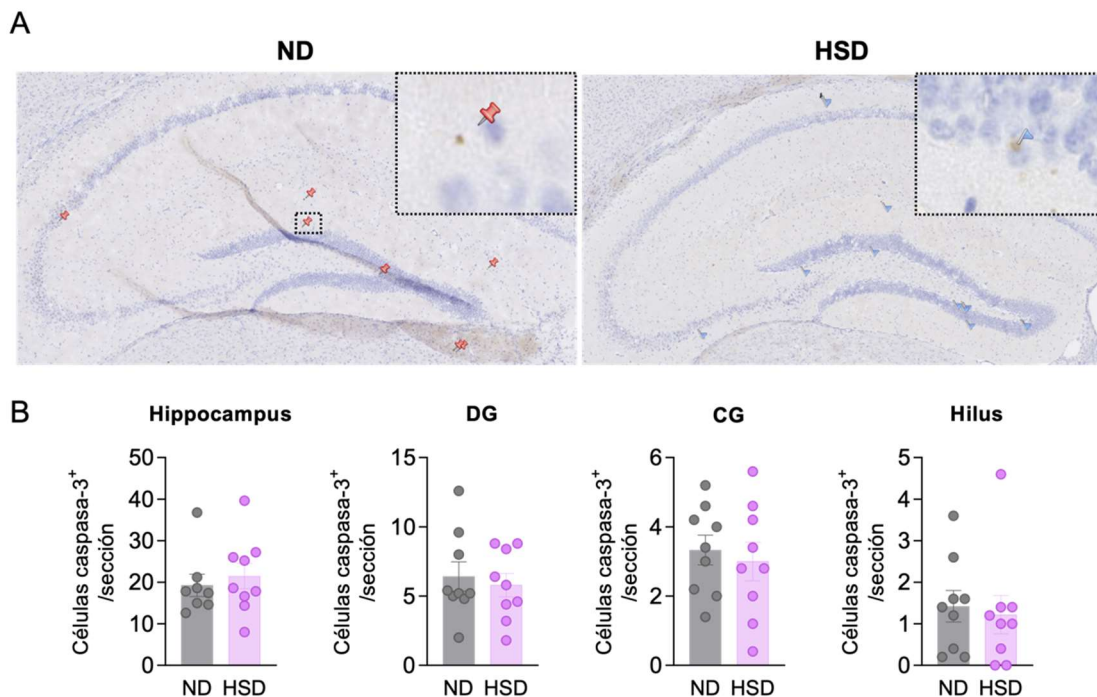 A
ND
HSD
B
Hippocampus
Células caspasa-3+
/sección
50
40
30
20
10
0
ND HSD
DG
Células caspasa-3+
/sección
15
10
5
0
ND HSD
CG
Células caspasa-3+
/sección
6
4
2
0
ND HSD
Hilus
Células caspasa-3+
/sección
5
4
3
2
1
0
ND HSD